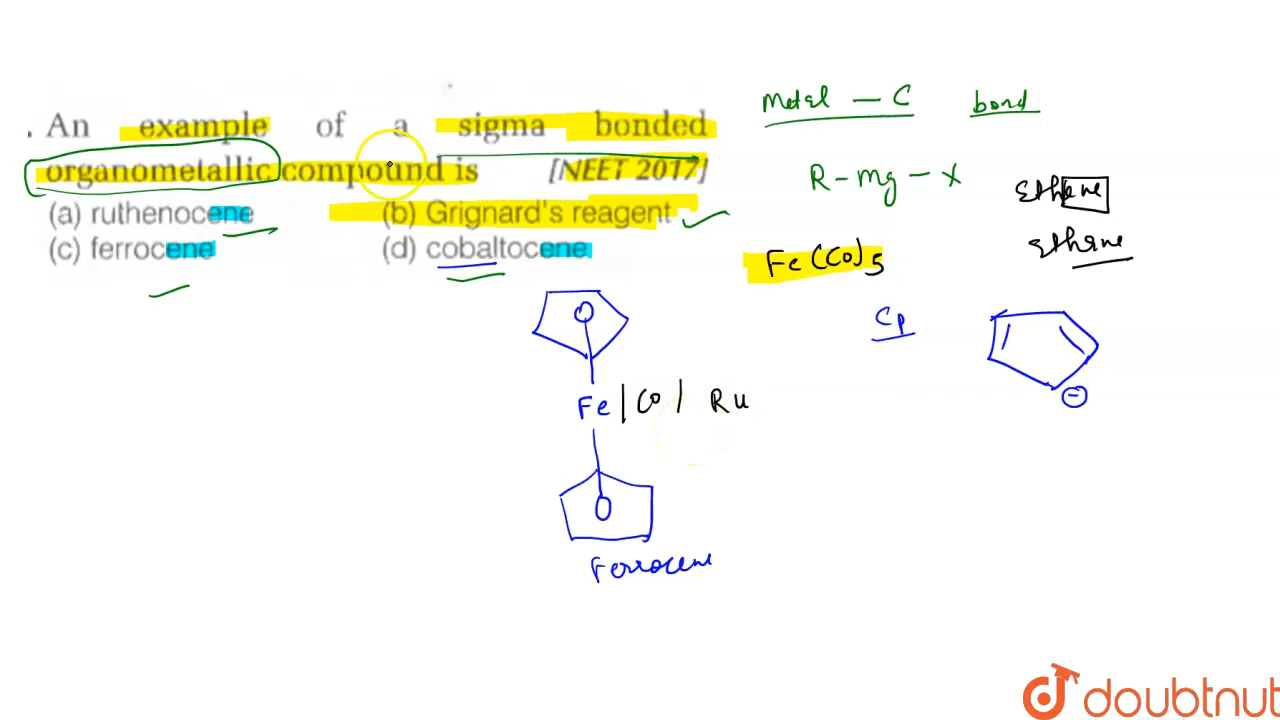 . An example of a sigma bonded
organometallic compound is [NEET 2017]
(a) ruthenocene (b) Grignard's reagent
(c) ferrocene (d) cobaltocene
Metal — C bond
R - Mg - X
Ethene
Ethane
Fe(CO)5
Cp
Fe | Co | Ru
Ferrocene
doubtnut